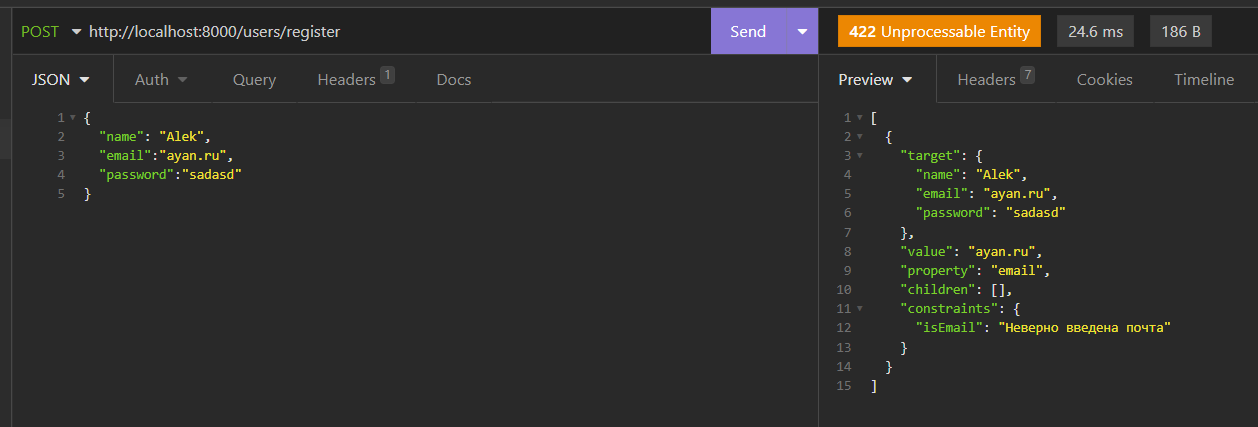 POST http://localhost:8000/users/register Send 422 Unprocessable Entity 24.6 ms 186 B
JSON Auth Query Headers 1 Docs
1 {
2 "name": "Alek",
3 "email":"ayan.ru",
4 "password":"sadasd"
5 }
Preview Headers 7 Cookies Timeline
1 [
2 {
3 "target": {
4 "name": "Alek",
5 "email": "ayan.ru",
6 "password": "sadasd"
7 },
8 "value": "ayan.ru",
9 "property": "email",
10 "children": [],
11 "constraints": {
12 "isEmail": "Неверно введена почта"
13 }
14 }
15 ]